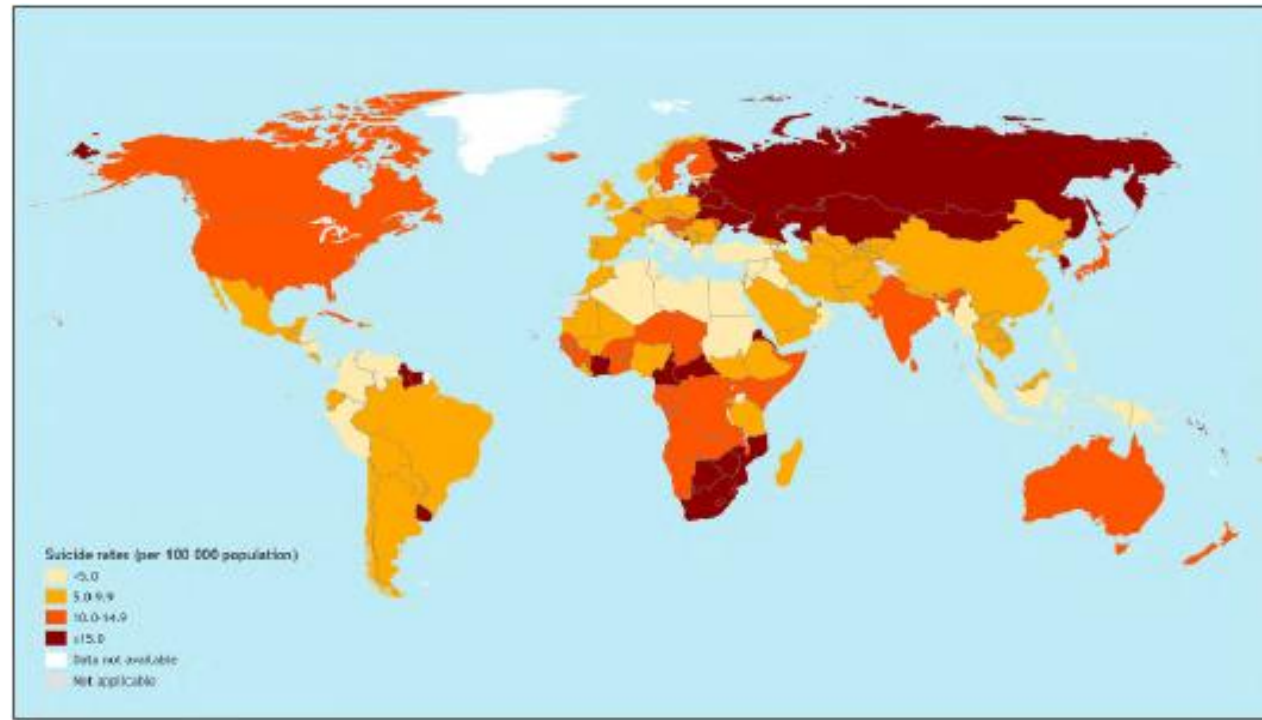 Suicide rates (per 100 000 population)
<5.0
5.0-9.9
10.0-14.9
≥15.0
Data not available
Not applicable